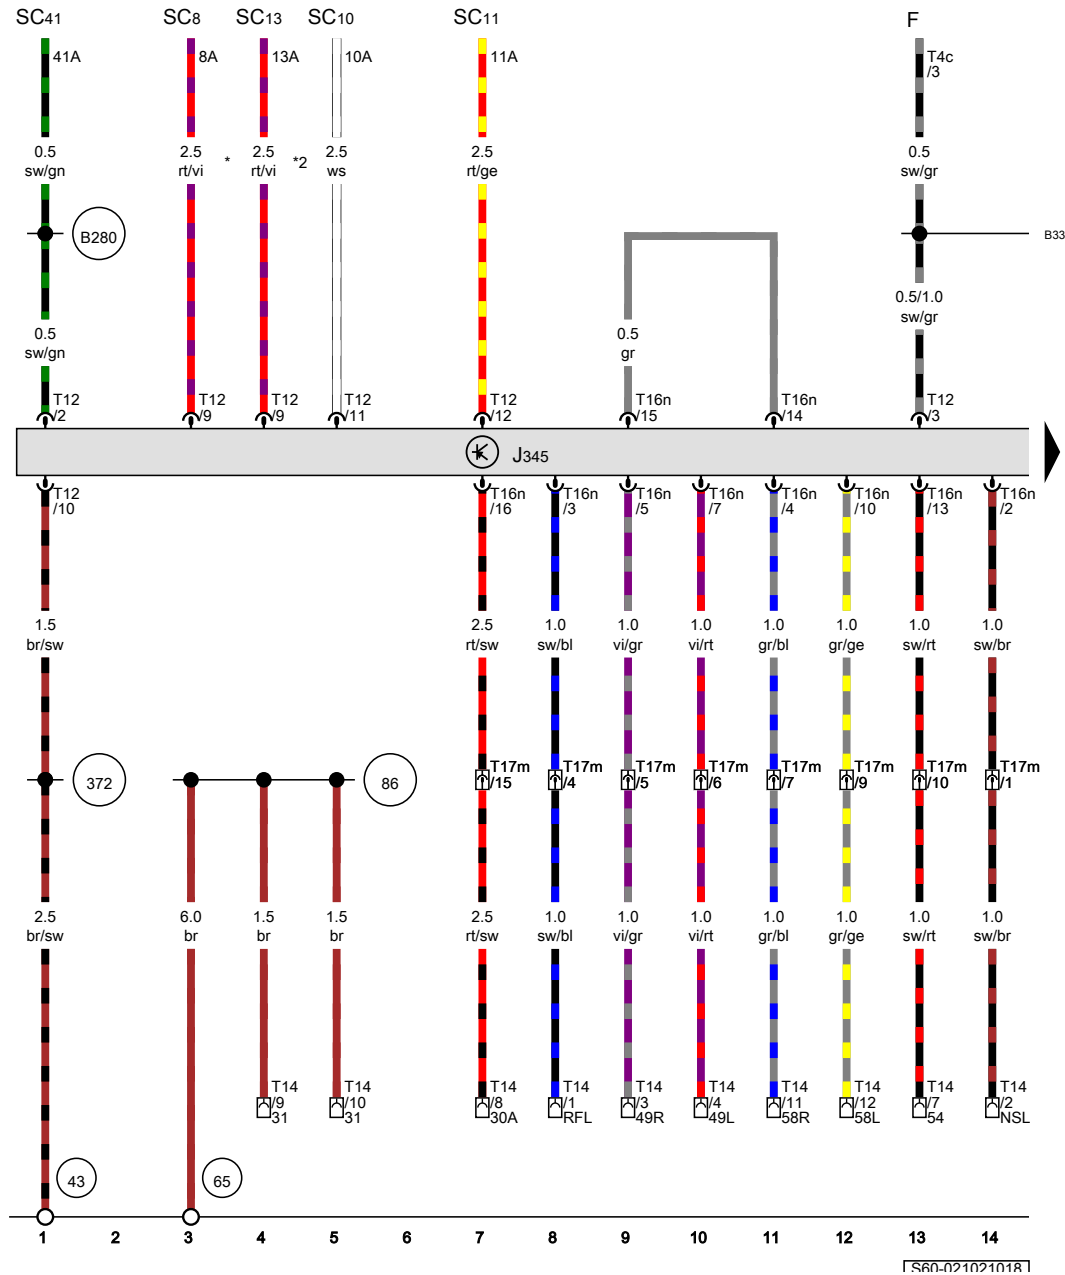 SC41 SC8 SC13 SC10 SC11 F
41A 8A 13A 10A 11A T4c
/3
0.5 2.5 2.5 2.5 2.5 0.5
sw/gn rt/vi * rt/vi *2 ws rt/ge sw/gr
B280 B33
0.5/1.0
sw/gr
0.5 0.5
sw/gn gr
T12 T12 T12 T12 T12 T16n T16n T12
/2 /9 /9 /11 /12 /15 /14 /3
J345
T12 T16n T16n T16n T16n T16n T16n T16n T16n
/10 /16 /3 /5 /7 /4 /10 /13 /2
1.5 2.5 1.0 1.0 1.0 1.0 1.0 1.0 1.0
br/sw rt/sw sw/bl vi/gr vi/rt gr/bl gr/ge sw/rt sw/br
372 86
T17m T17m T17m T17m T17m T17m T17m T17m
/15 /4 /5 /6 /7 /9 /10 /1
2.5 6.0 1.5 1.5 2.5 1.0 1.0 1.0 1.0 1.0 1.0 1.0
br/sw br br br rt/sw sw/bl vi/gr vi/rt gr/bl gr/ge sw/rt sw/br
T14 T14 T14 T14 T14 T14 T14 T14 T14 T14
/9 /10 /8 /1 /3 /4 /11 /12 /7 /2
31 31 30A RFL 49R 49L 58R 58L 54 NSL
43 65
1 2 3 4 5 6 7 8 9 10 11 12 13 14
S60-021021018